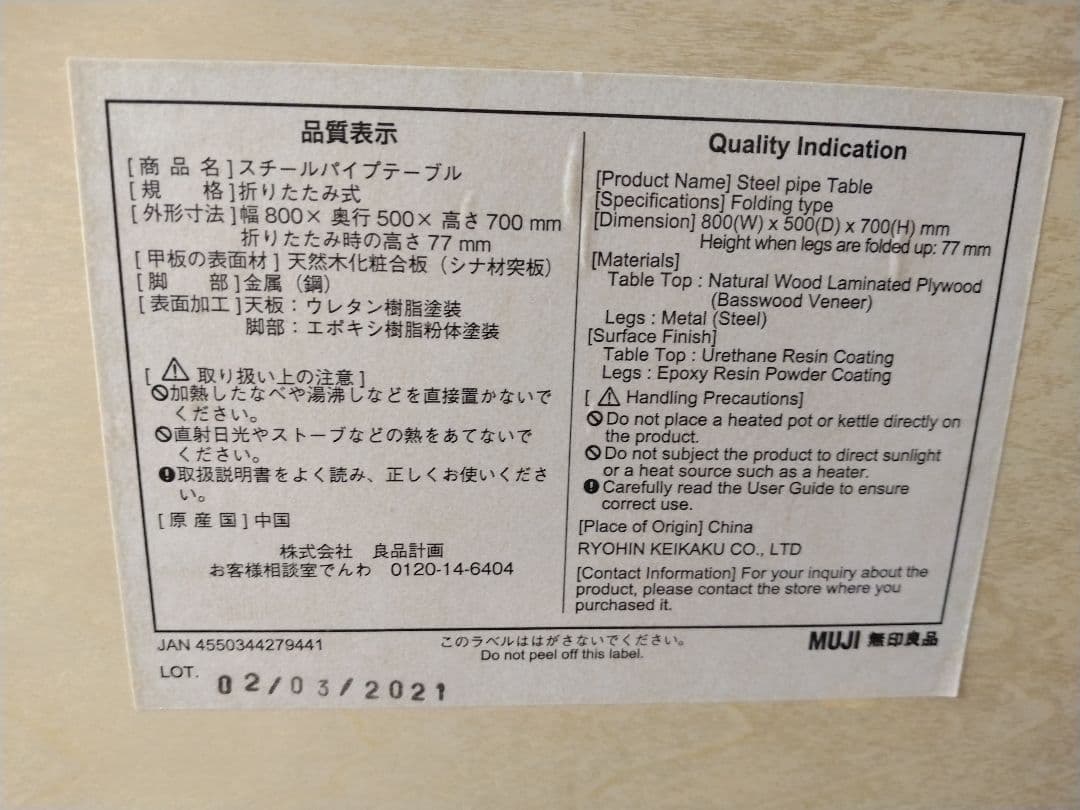 品質表示
[商品名]スチールパイプテーブル
[規 格]折りたたみ式
[外形寸法]幅800× 奥行500× 高さ700 mm
折りたたみ時の高さ77 mm
[甲板の表面材]天然木化粧合板（シナ材突板）
[脚 部]金属（鋼）
[表面加工]天板：ウレタン樹脂塗装
脚部：エポキシ樹脂粉体塗装
[⚠取り扱い上の注意]
🚫加熱したなべや湯沸しなどを直接置かないで
ください。
🚫直射日光やストーブなどの熱をあてないで
ください。
❗取扱説明書をよく読み、正しくお使いくださ
い。
[原産国]中国
株式会社 良品計画
お客様相談室でんわ 0120-14-6404
Quality Indication
[Product Name] Steel pipe Table
[Specifications] Folding type
[Dimension] 800(W) x 500(D) x 700(H) mm
Height when legs are folded up: 77 mm
[Materials]
Table Top : Natural Wood Laminated Plywood
(Basswood Veneer)
Legs : Metal (Steel)
[Surface Finish]
Table Top : Urethane Resin Coating
Legs : Epoxy Resin Powder Coating
[ ⚠ Handling Precautions]
🚫Do not place a heated pot or kettle directly on
the product.
🚫Do not subject the product to direct sunlight
or a heat source such as a heater.
❗Carefully read the User Guide to ensure
correct use.
[Place of Origin] China
RYOHIN KEIKAKU CO., LTD
[Contact Information] For your inquiry about the
product, please contact the store where you
purchased it.
JAN 4550344279441
このラベルははがさないでください。
Do not peel off this label.
MUJI 無印良品
LOT. 02/03/2021